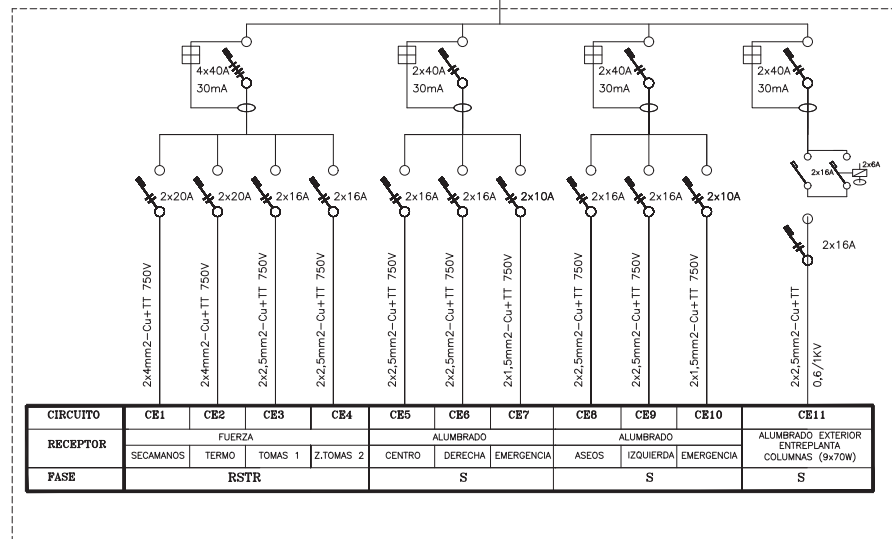 4x40A 2x40A 2x40A 2x40A
30mA 30mA 30mA 30mA
2x6A
2x16A
2x20A 2x20A 2x16A 2x16A 2x16A 2x16A 2x10A 2x16A 2x16A 2x10A
2x16A
2x4mm2-Cu+TT 750V
2x4mm2-Cu+TT 750V
2x2,5mm2-Cu+TT 750V
2x2,5mm2-Cu+TT 750V
2x2,5mm2-Cu+TT 750V
2x2,5mm2-Cu+TT 750V
2x1,5mm2-Cu+TT 750V
2x2,5mm2-Cu+TT 750V
2x2,5mm2-Cu+TT 750V
2x1,5mm2-Cu+TT 750V
2x2,5mm2-Cu+TT
0,6/1KV
CIRCUITO CE1 CE2 CE3 CE4 CE5 CE6 CE7 CE8 CE9 CE10 CE11
RECEPTOR FUERZA ALUMBRADO ALUMBRADO
SECAMANOS TERMO TOMAS 1 Z.TOMAS 2 CENTRO DERECHA EMERGENCIA ASEOS IZQUIERDA EMERGENCIA
ALUMBRADO EXTERIOR
ENTREPLANTA
COLUMNAS (9x70W)
FASE RSTR S S S